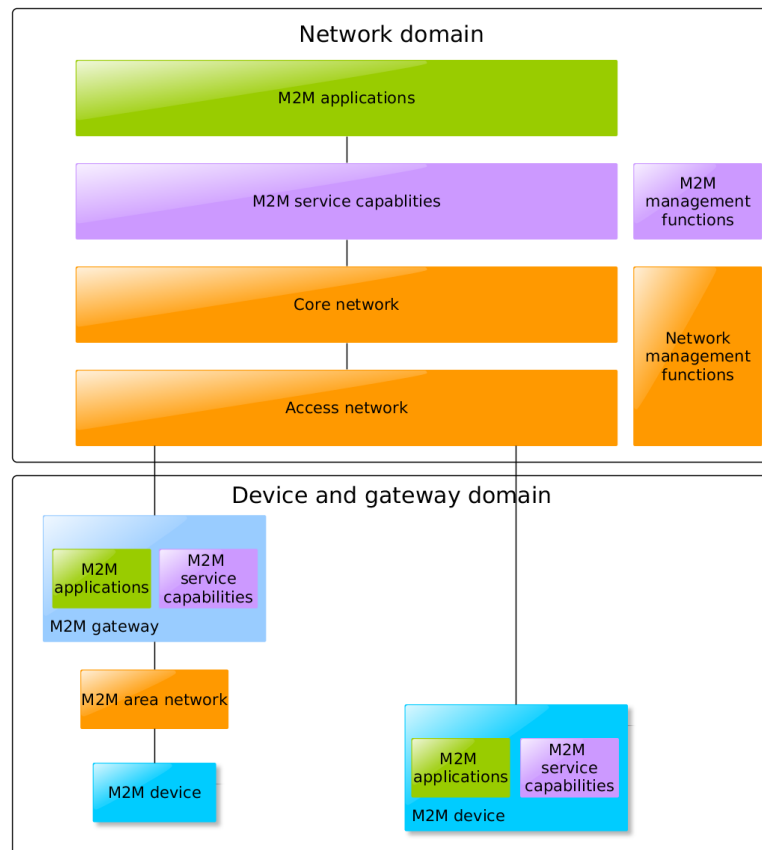 Network domain
M2M applications
M2M service capablities
M2M
management
functions
Core network
Network
management
functions
Access network
Device and gateway domain
M2M
applications
M2M
service
capabilities
M2M gateway
M2M area network
M2M device
M2M
applications
M2M
service
capabilities
M2M device